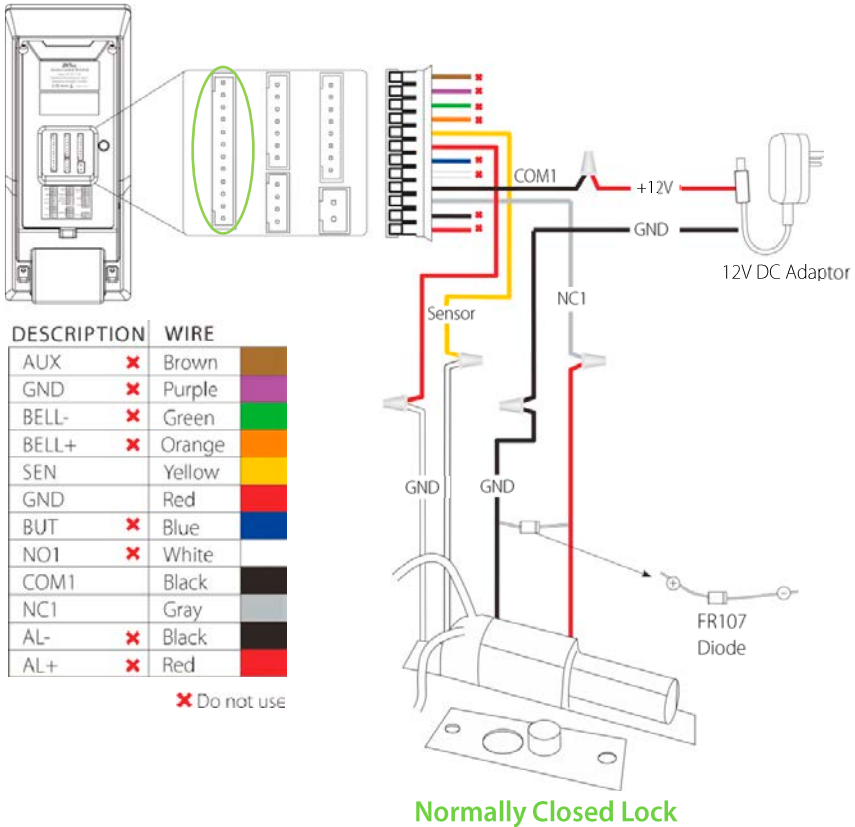 COM1
+12V
GND
12V DC Adaptor
Sensor
NC1
DESCRIPTION WIRE
AUX Brown
GND Purple
BELL- Green
BELL+ Orange
SEN Yellow
GND Red
BUT Blue
NO1 White
COM1 Black
NC1 Gray
AL- Black
AL+ Red
Do not use
GND
GND
FR107
Diode
Normally Closed Lock